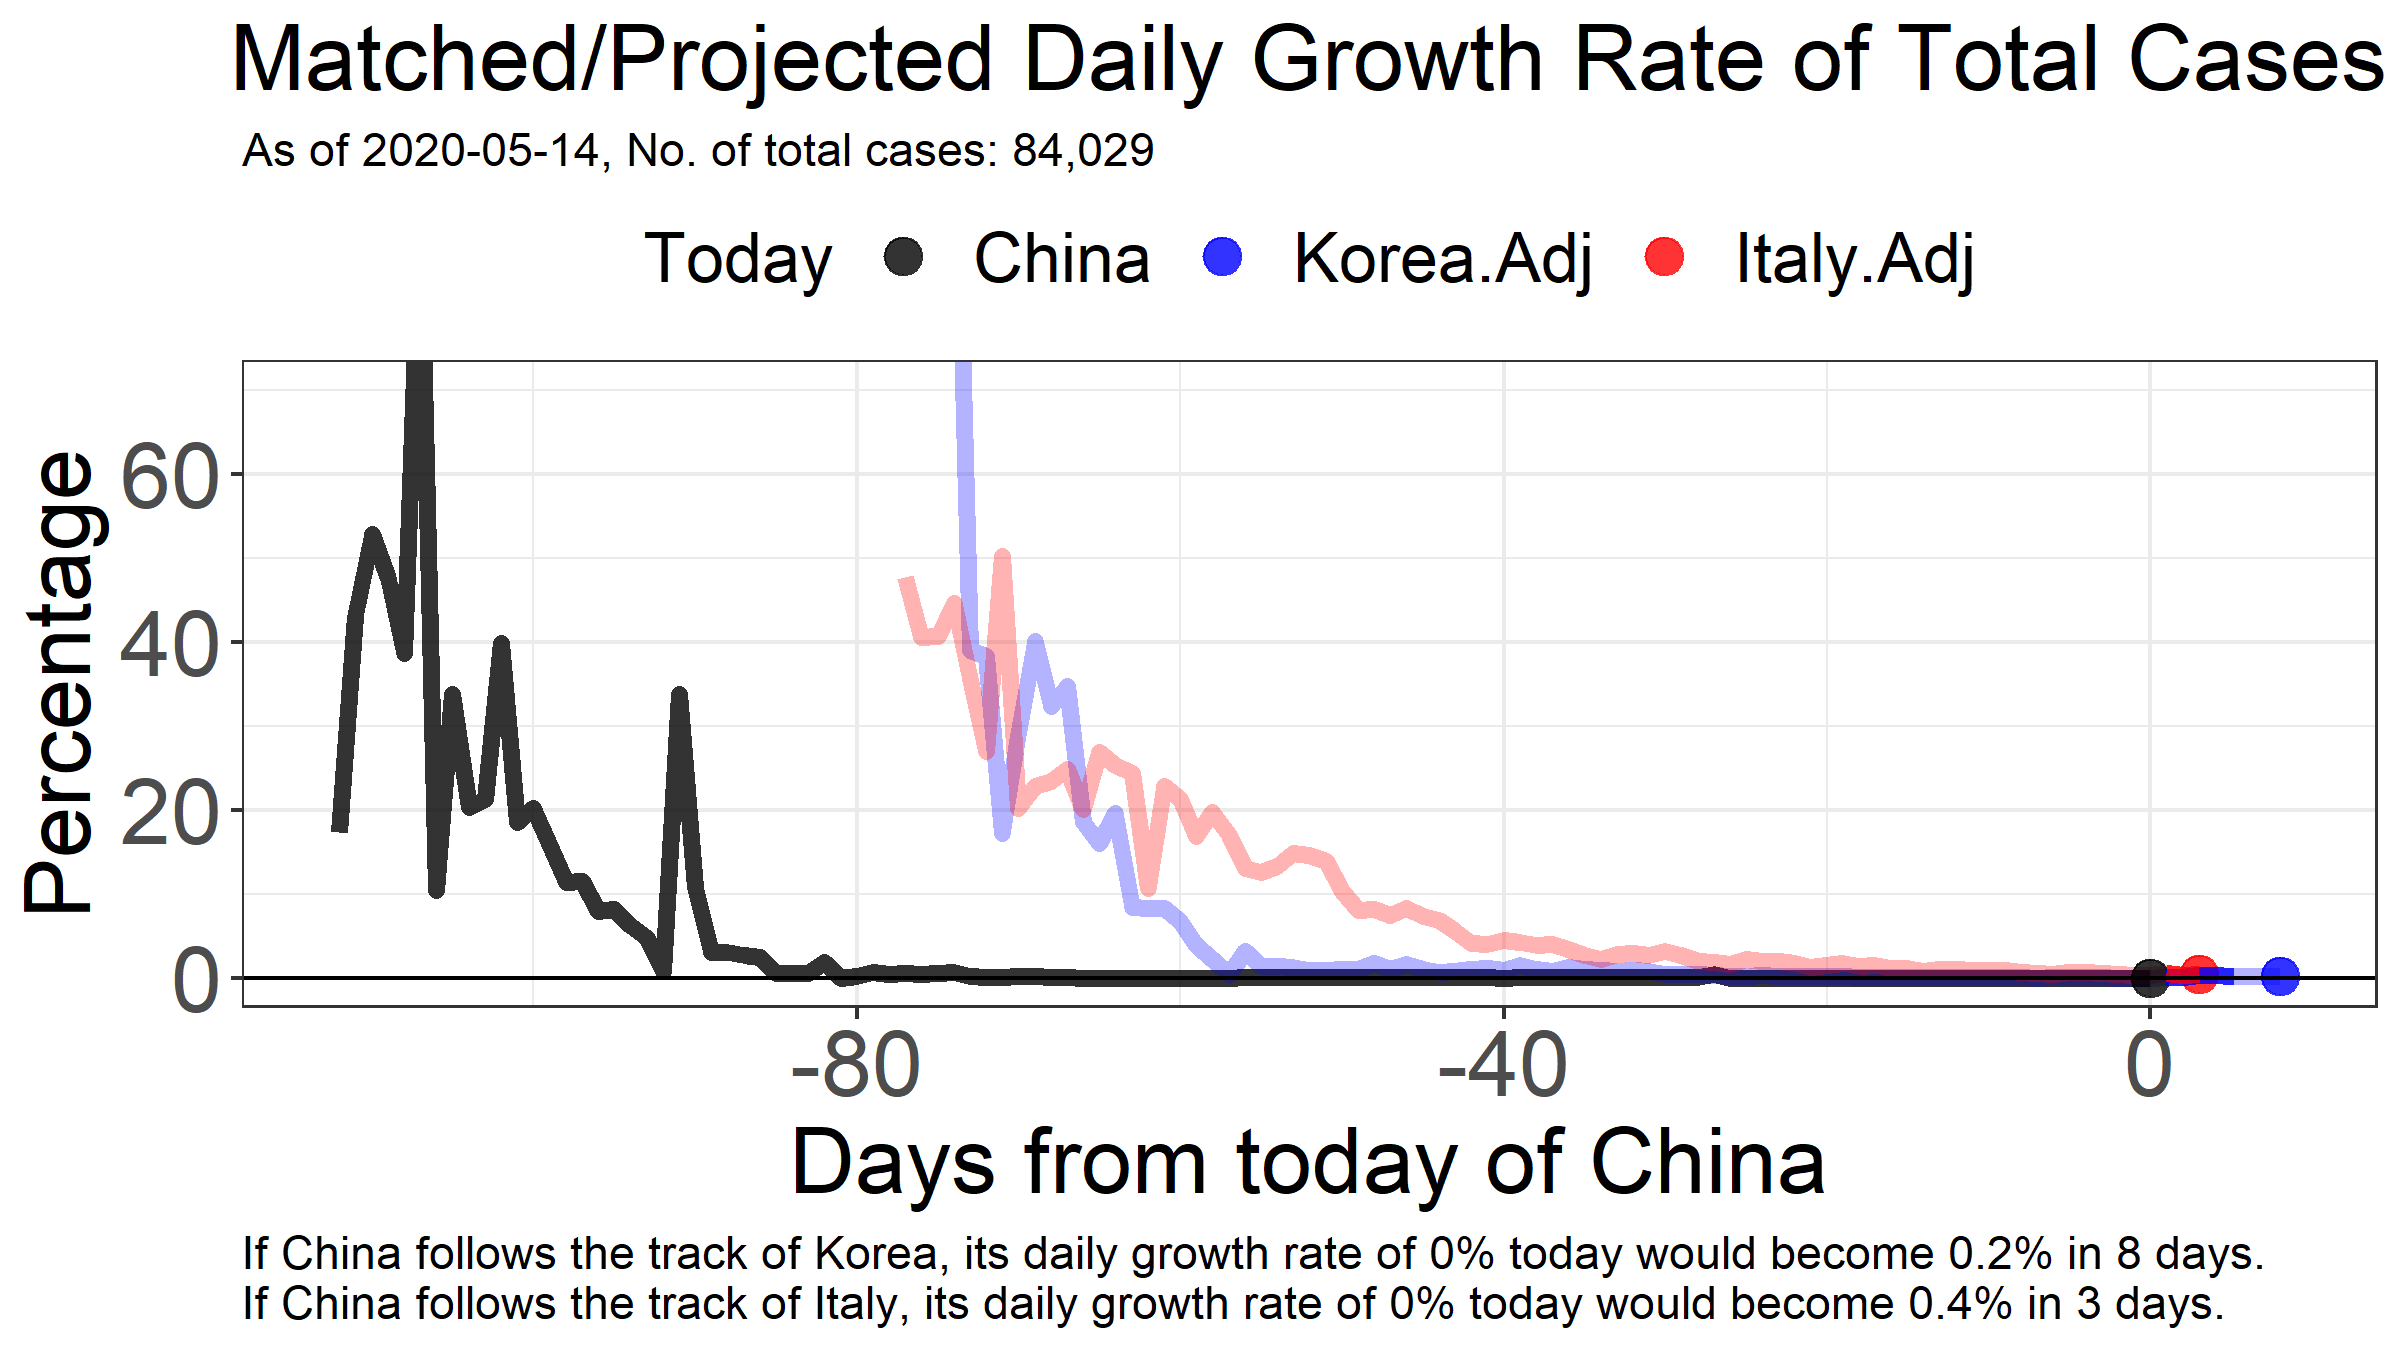 Matched/Projected Daily Growth Rate of Total Cases
As of 2020-05-14, No. of total cases: 84,029
Today China Korea.Adj Italy.Adj
Percentage
60
40
20
0
-80 -40 0
Days from today of China
If China follows the track of Korea, its daily growth rate of 0% today would become 0.2% in 8 days.
If China follows the track of Italy, its daily growth rate of 0% today would become 0.4% in 3 days.